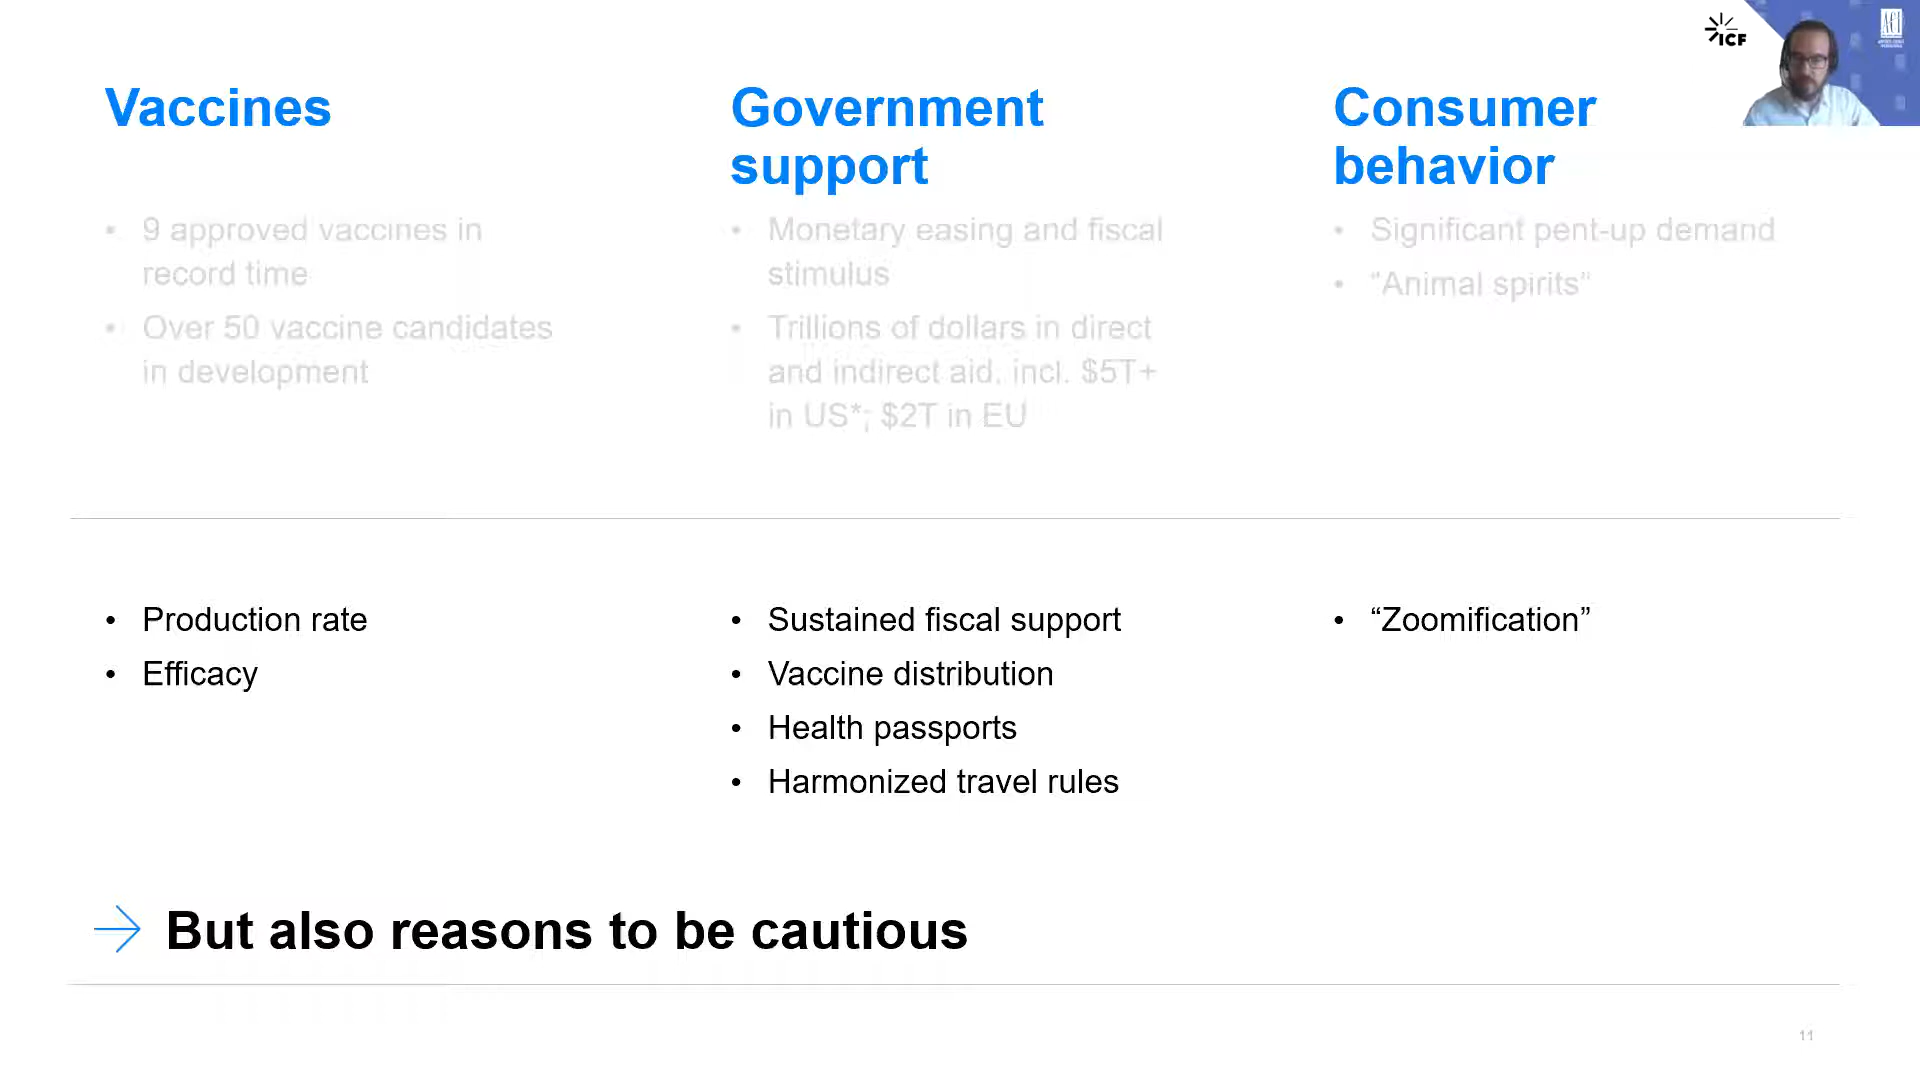 ICF
ACI
Vaccines
• 9 approved vaccines in
record time
• Over 50 vaccine candidates
in development
Government
support
• Monetary easing and fiscal
stimulus
• Trillions of dollars in direct
and indirect aid, incl. $5T+
in US*; $2T in EU
Consumer
behavior
• Significant pent-up demand
• "Animal spirits"
• Production rate
• Efficacy
• Sustained fiscal support
• Vaccine distribution
• Health passports
• Harmonized travel rules
• “Zoomification”
But also reasons to be cautious
11